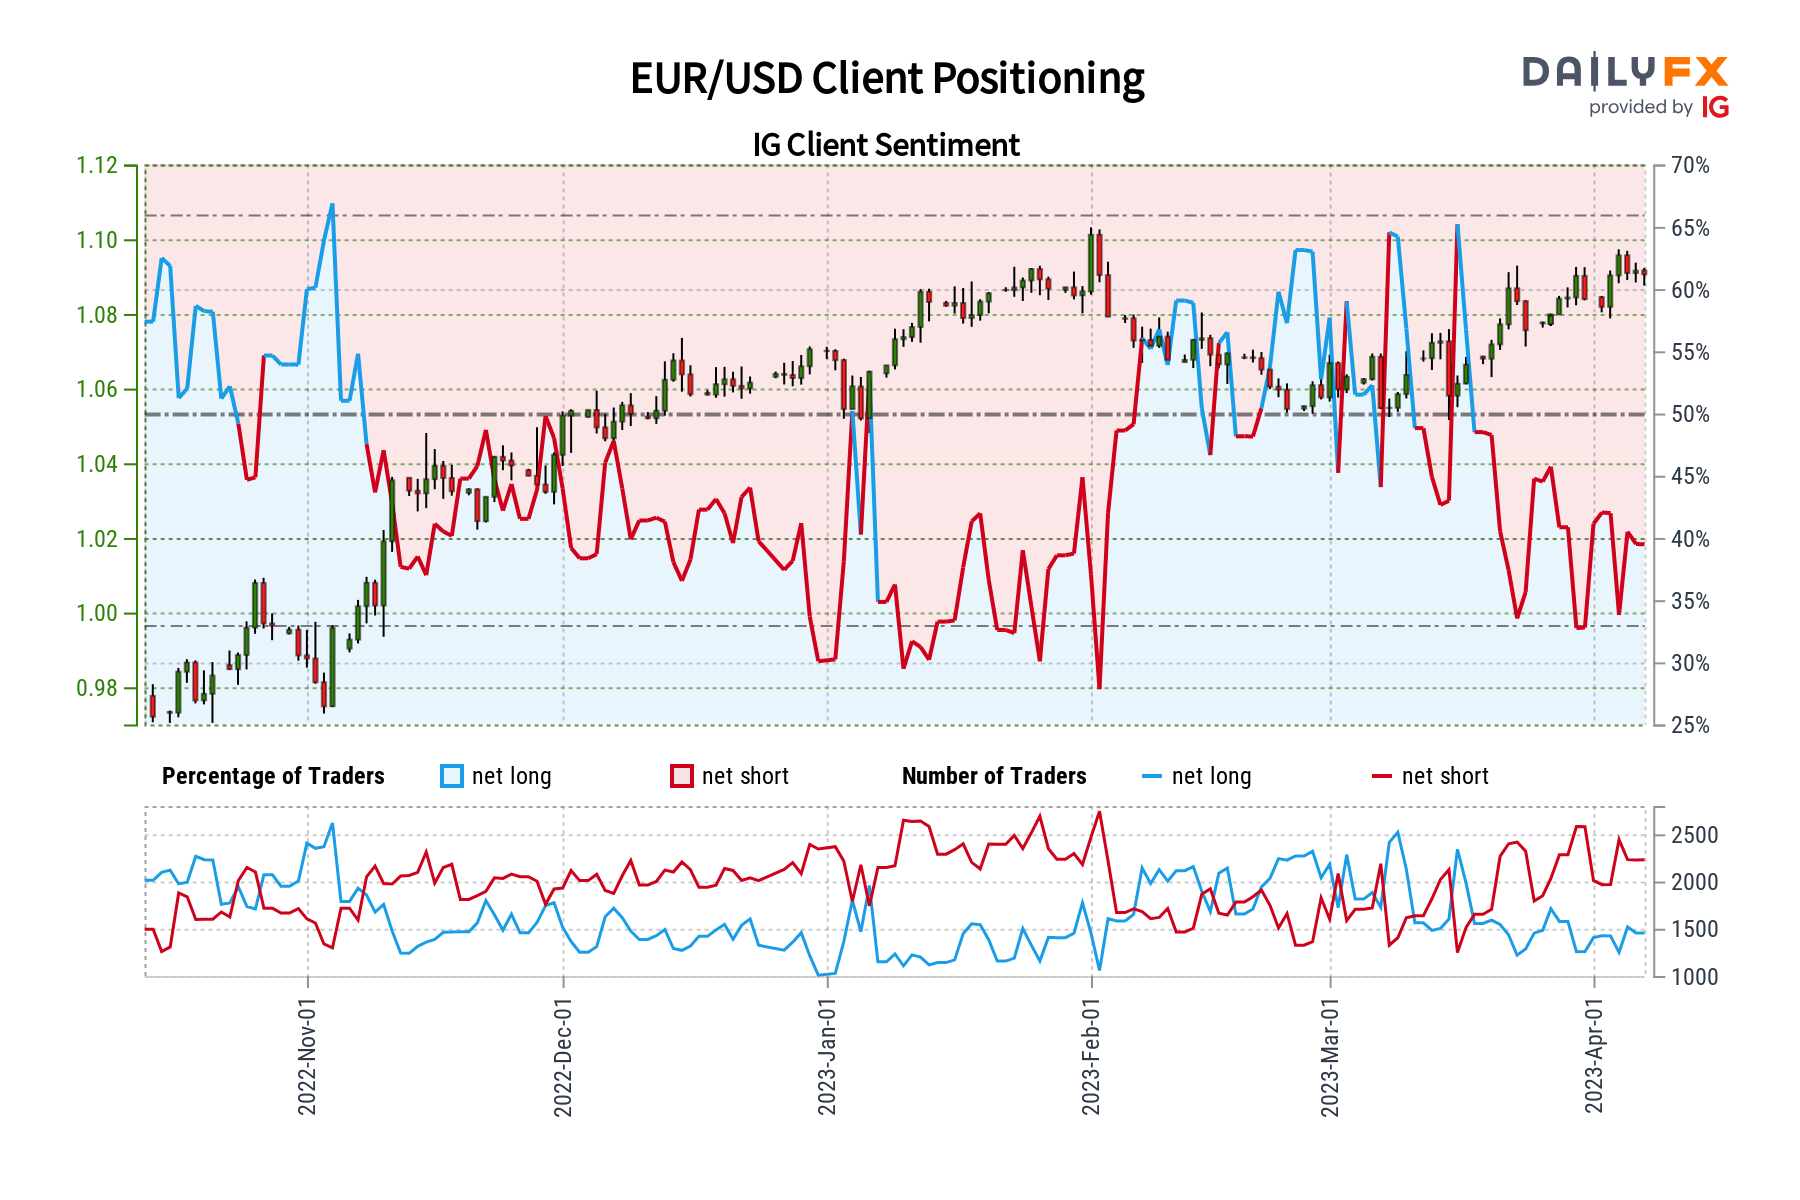 EUR/USD Client Positioning
DAILYFX
provided by IG
IG Client Sentiment
1.12
1.10
1.08
1.06
1.04
1.02
1.00
0.98
70%
65%
60%
55%
50%
45%
40%
35%
30%
25%
Percentage of Traders net long net short Number of Traders net long net short
2500
2000
1500
1000
2022-Nov-01
2022-Dec-01
2023-Jan-01
2023-Feb-01
2023-Mar-01
2023-Apr-01